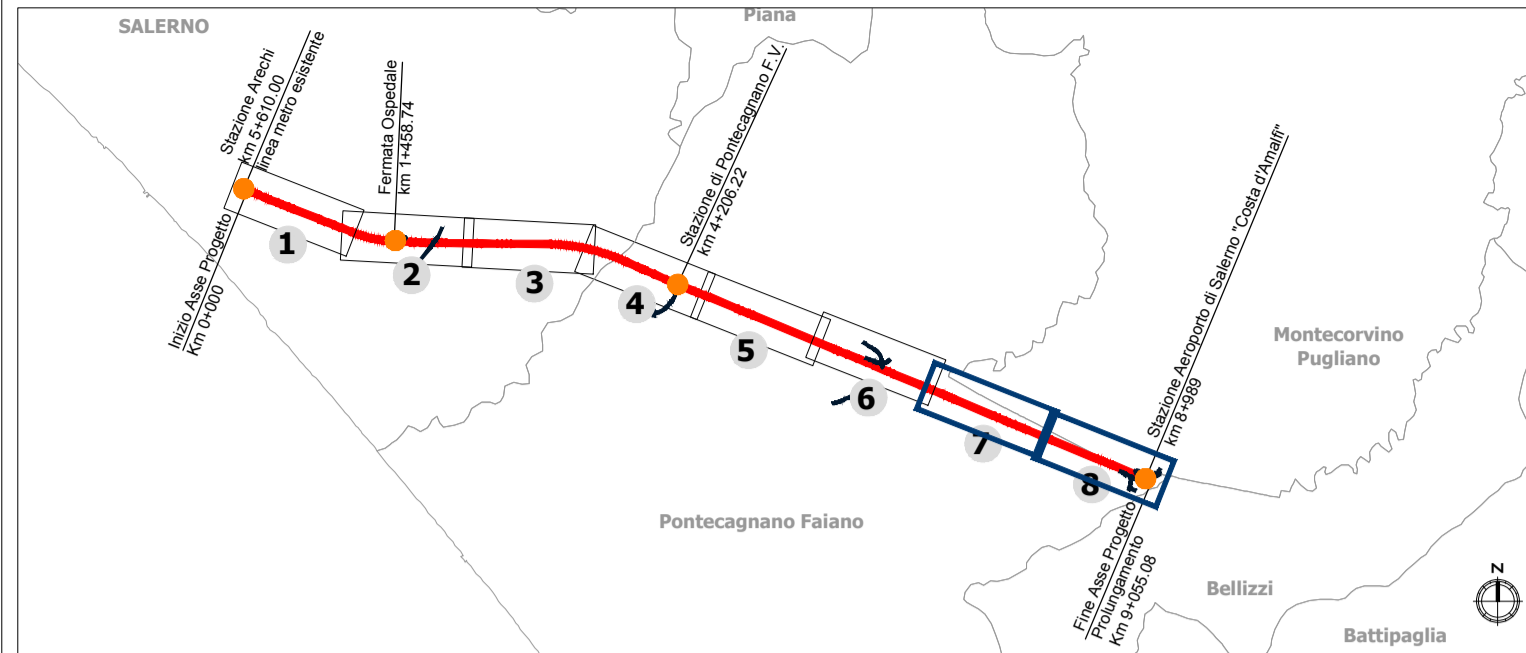 SALERNO
Piana
Stazione Arechi
km 5+610.00
linea metro esistente
Fermata Ospedale
km 1+458.74
Stazione di Pontecagnano F.V.
km 4+206.22
Stazione Aeroporto di Salerno "Costa d'Amalfi"
km 8+989
Inizio Asse Progetto
Km 0+000
1
2
3
4
5
6
7
8
Montecorvino
Pugliano
Pontecagnano Faiano
Fine Asse Progetto
Prolungamento
Km 9+055.08
Bellizzi
Battipaglia
N